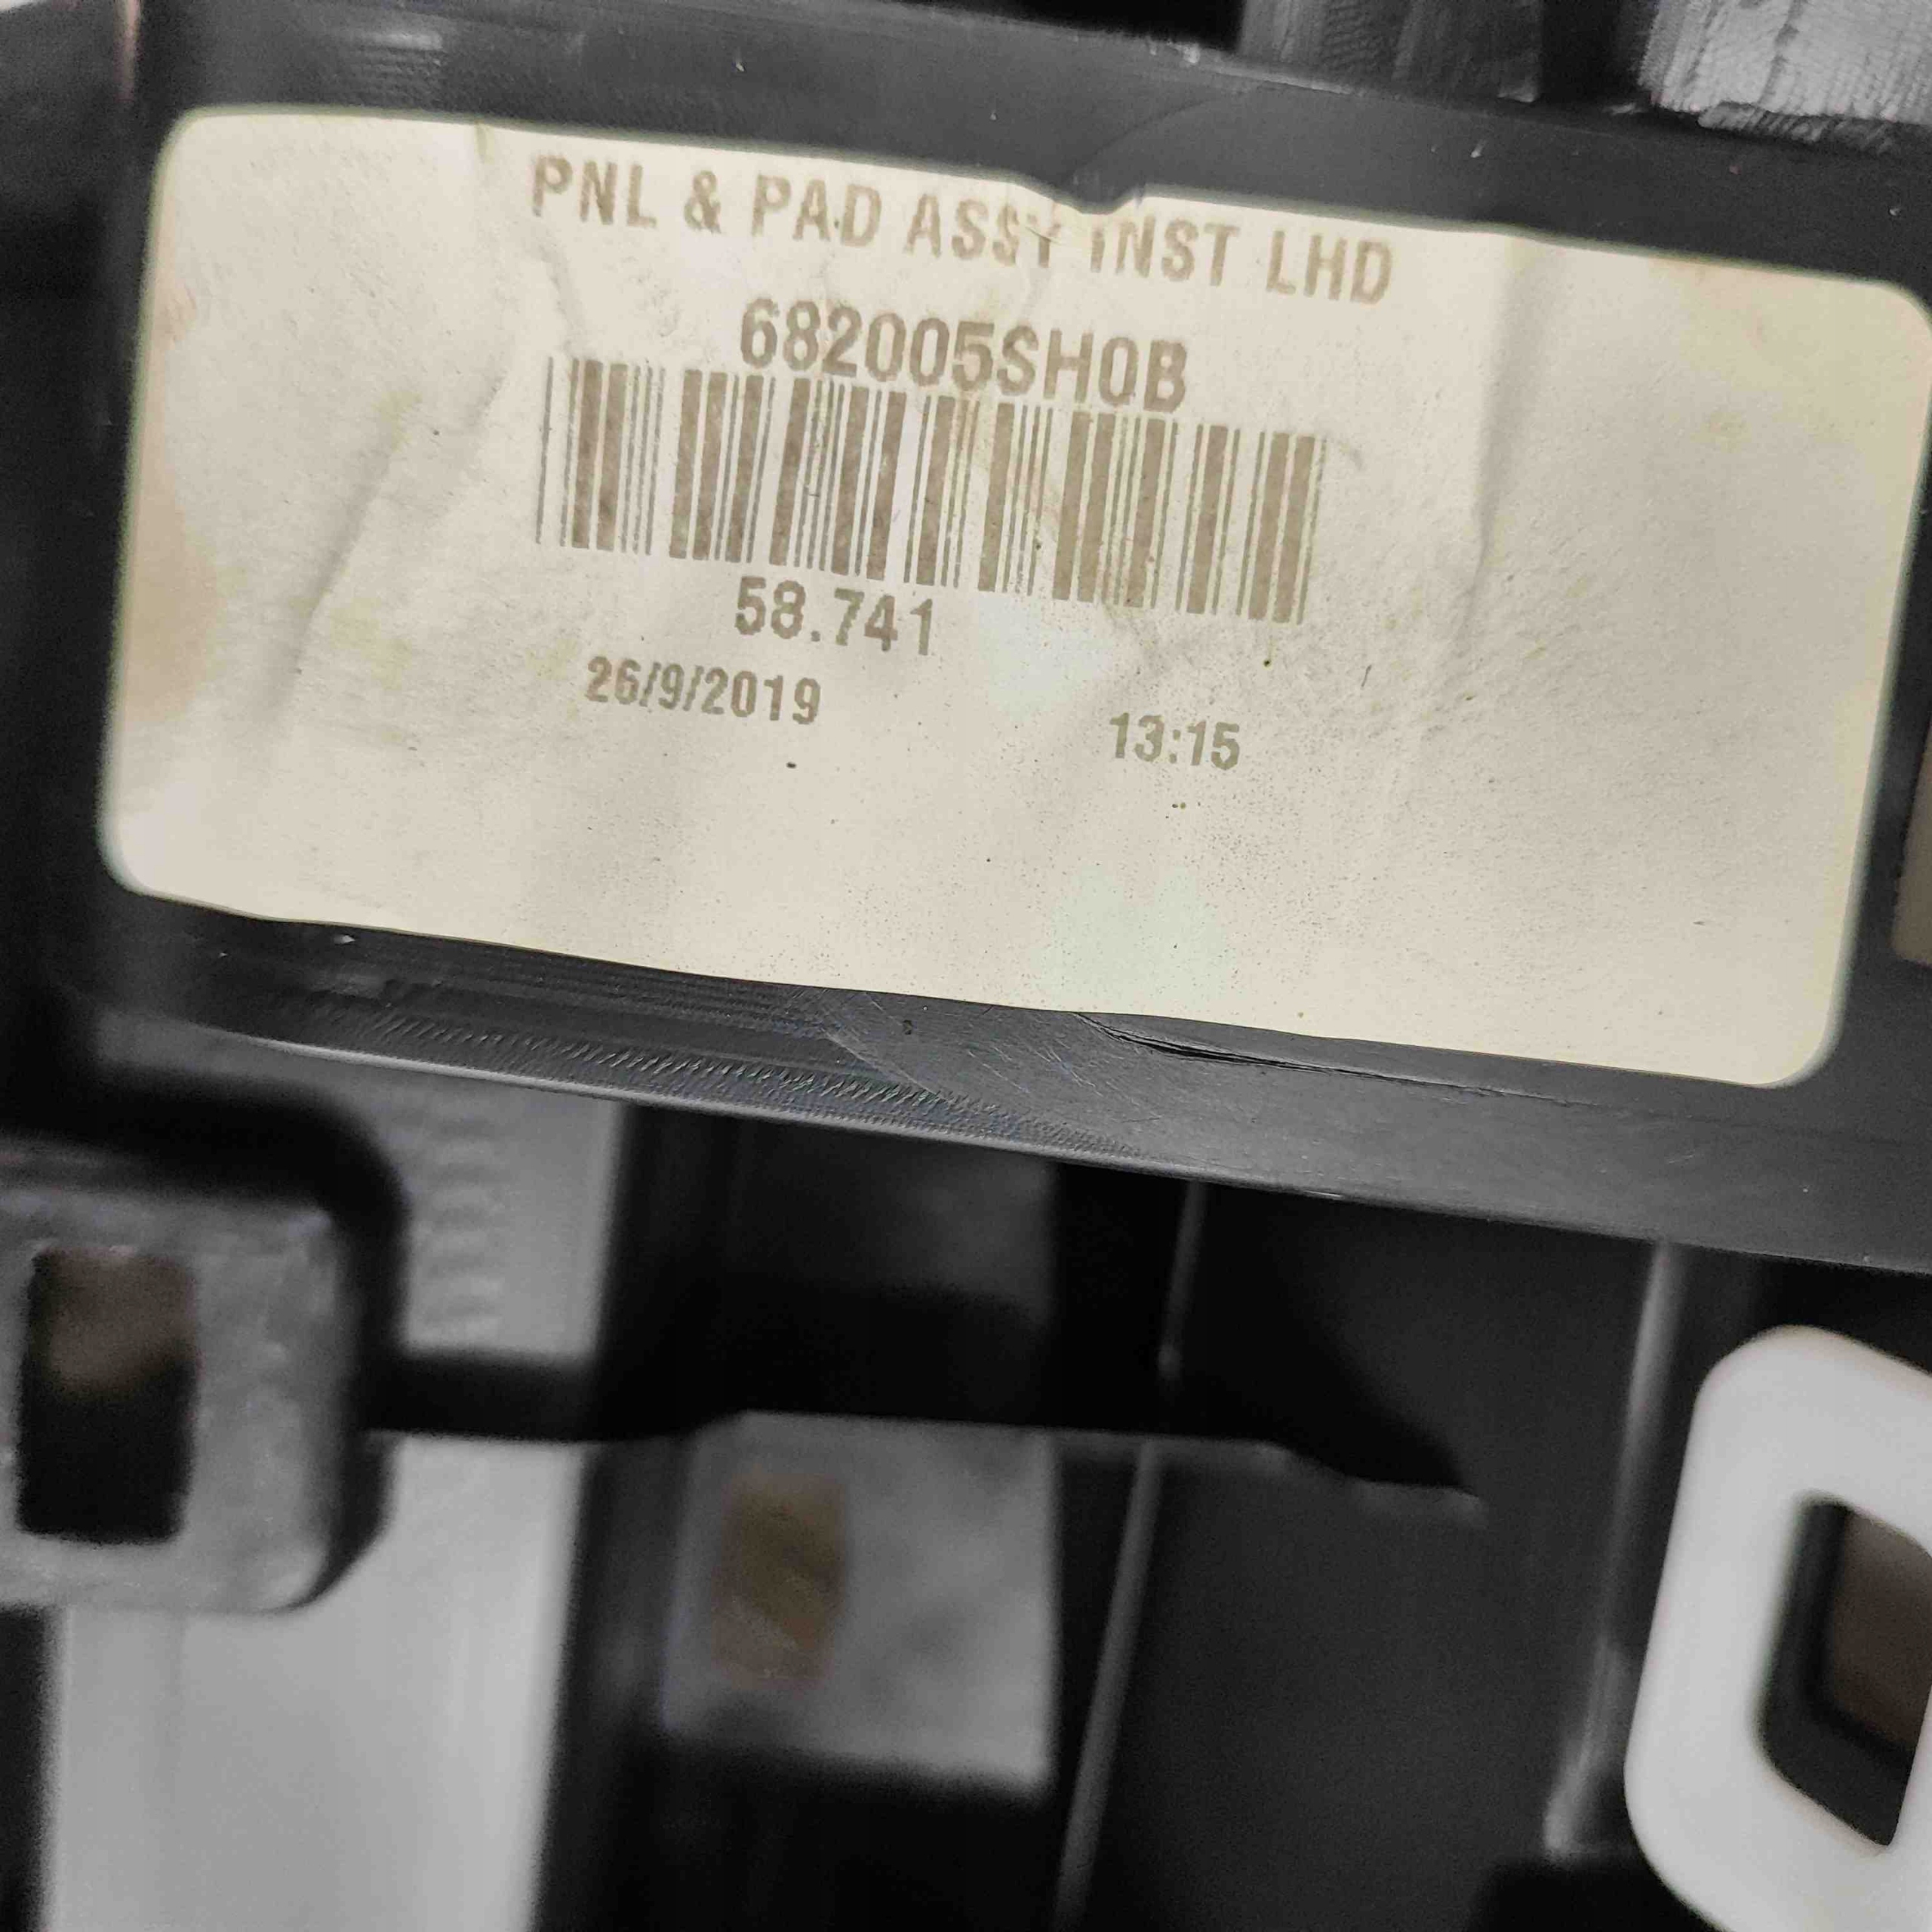 PNL & PAD ASSY INST LHD
682005SH0B
58.741
26/9/2019 13:15